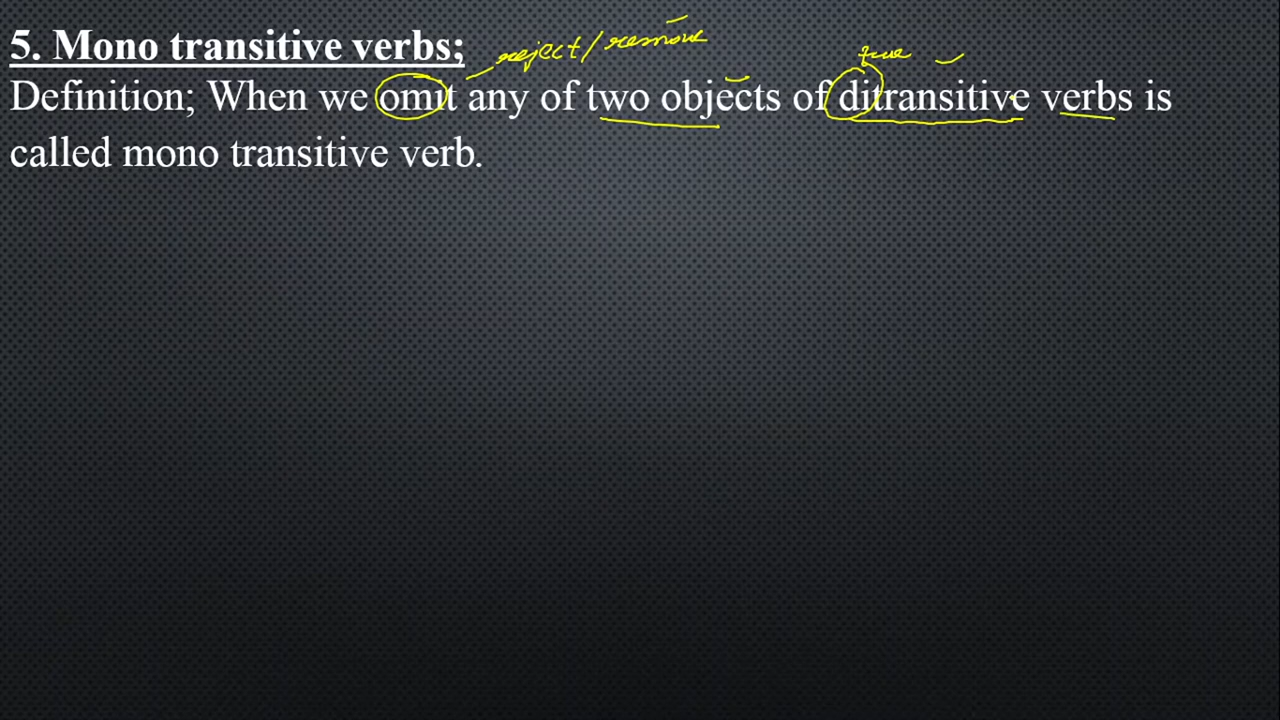 5. Mono transitive verbs;
reject/remove
Definition; When we omit any of two objects of ditransitive verbs is
called mono transitive verb.